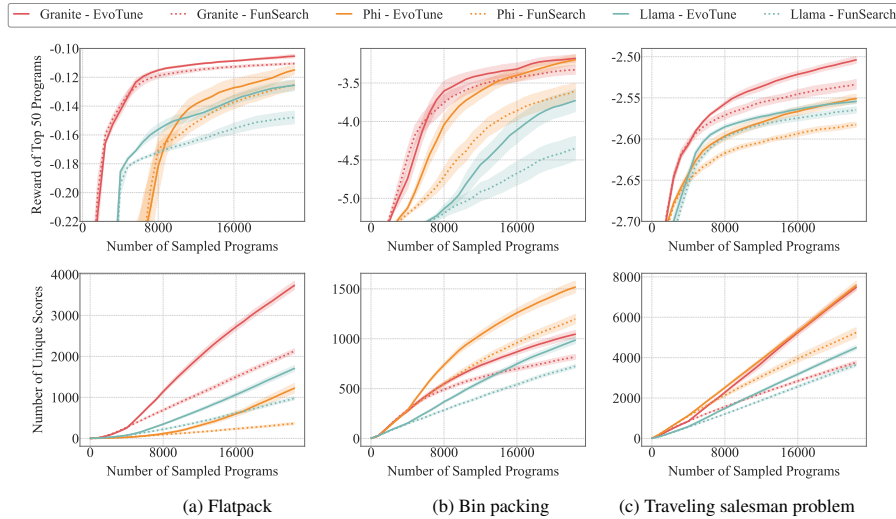 Granite - EvoTune Granite - FunSearch Phi - EvoTune Phi - FunSearch Llama - EvoTune Llama - FunSearch
Reward of Top 50 Programs
-0.10
-0.12
-0.14
-0.16
-0.18
-0.20
-0.22
0 8000 16000
Number of Sampled Programs
-3.5
-4.0
-4.5
-5.0
0 8000 16000
Number of Sampled Programs
-2.50
-2.55
-2.60
-2.65
-2.70
0 8000 16000
Number of Sampled Programs
Number of Unique Scores
4000
3000
2000
1000
0
0 8000 16000
Number of Sampled Programs
1500
1000
500
0
0 8000 16000
Number of Sampled Programs
8000
6000
4000
2000
0
0 8000 16000
Number of Sampled Programs
(a) Flatpack
(b) Bin packing
(c) Traveling salesman problem